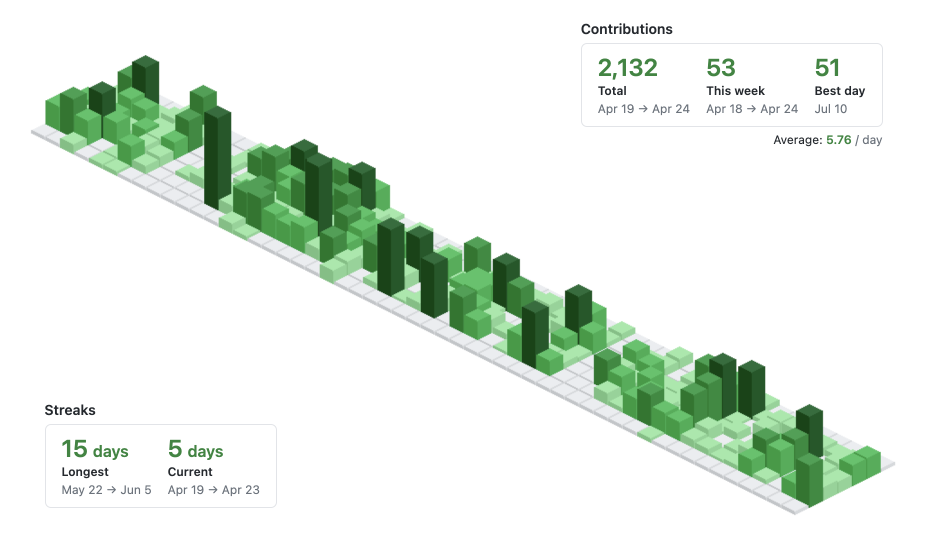 Contributions
2,132 53 51
Total This week Best day
Apr 19 → Apr 24 Apr 18 → Apr 24 Jul 10
Average: 5.76 / day
Streaks
15 days 5 days
Longest Current
May 22 → Jun 5 Apr 19 → Apr 23